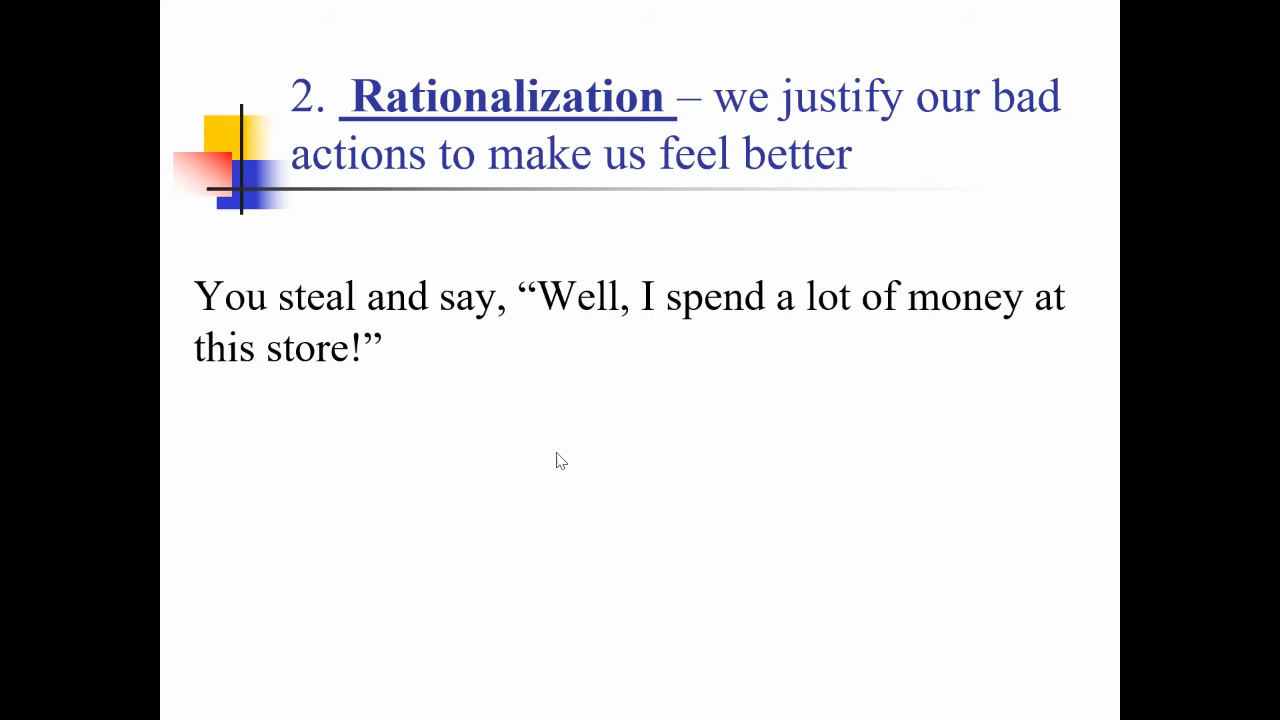 2. Rationalization – we justify our bad
actions to make us feel better
You steal and say, “Well, I spend a lot of money at
this store!”